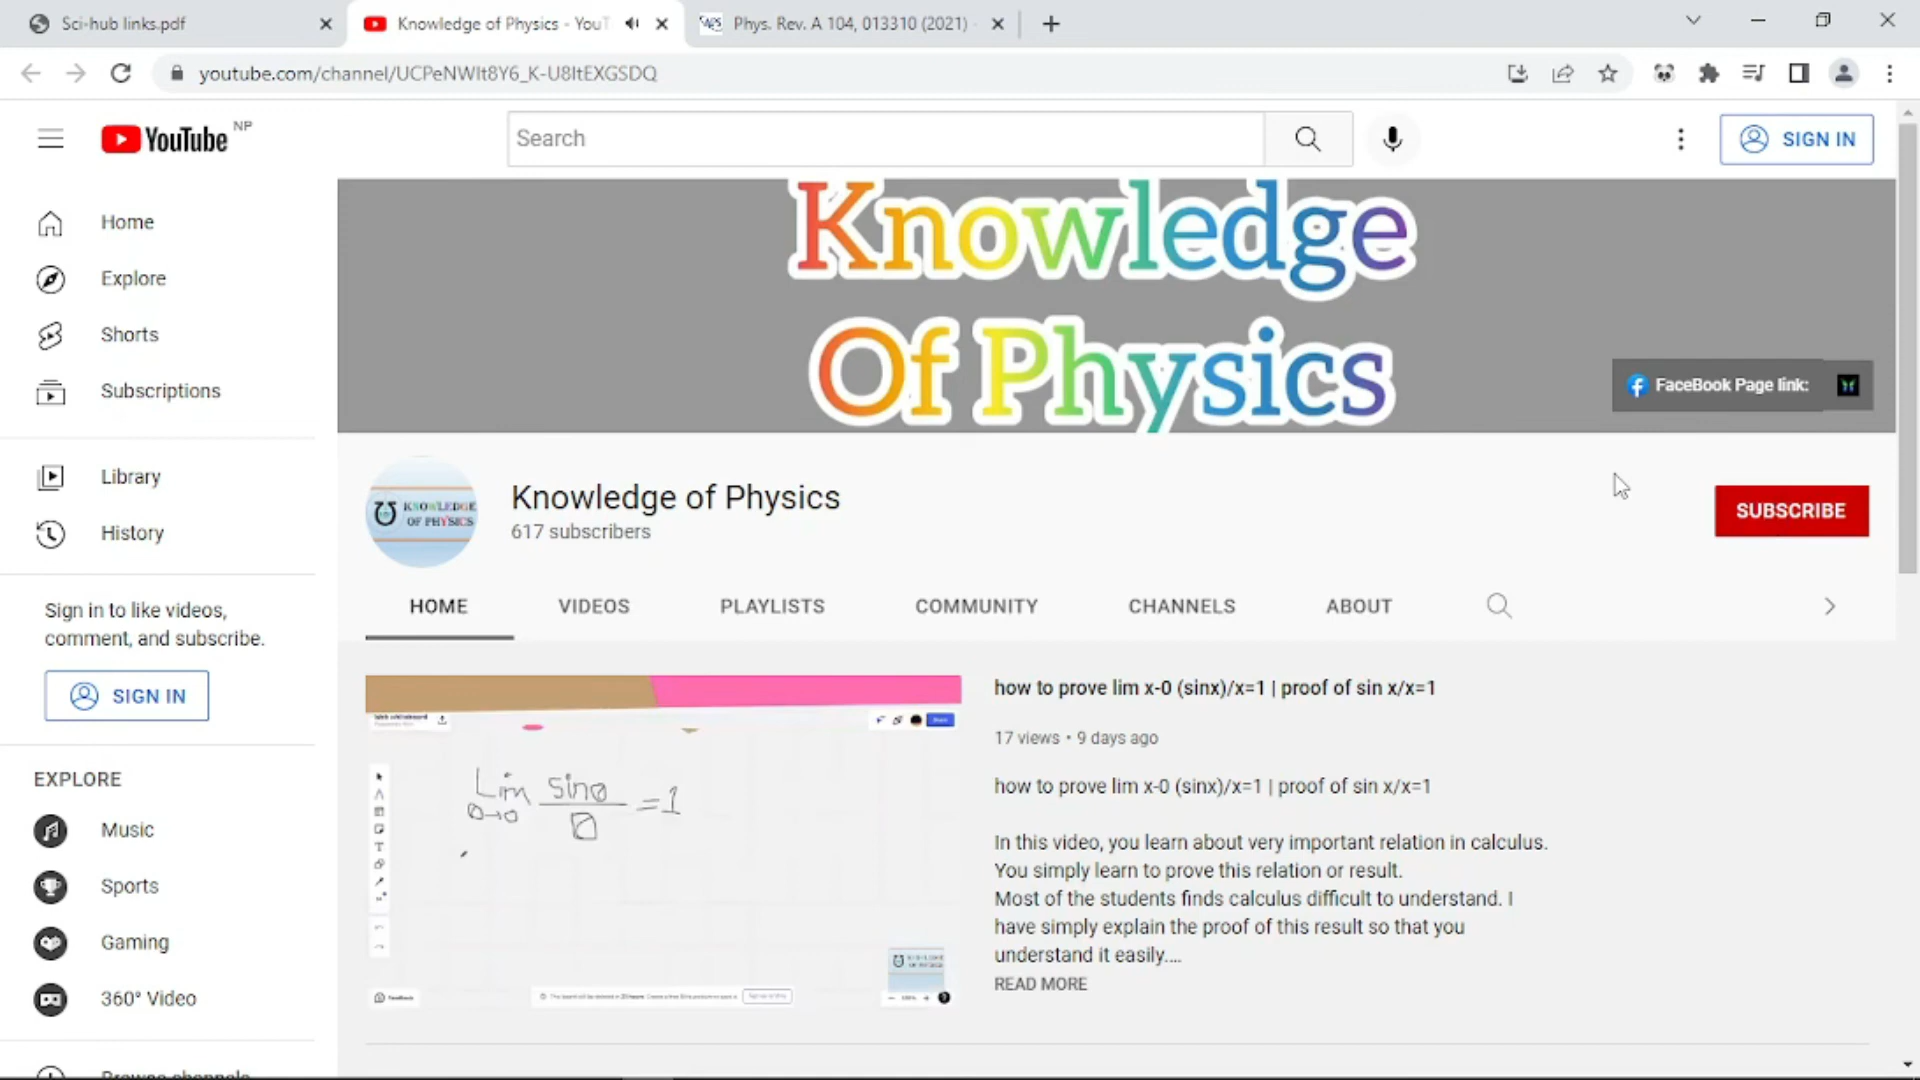 Sci-hub links.pdf
Knowledge of Physics - YouT
Phys. Rev. A 104, 013310 (2021)
youtube.com/channel/UCPeNWIt8Y6_K-U8ItEXGSDQ
YouTube NP
Search
SIGN IN
Home
Explore
Shorts
Subscriptions
Library
History
Sign in to like videos,
comment, and subscribe.
SIGN IN
EXPLORE
Music
Sports
Gaming
360° Video
Browse channels
Knowledge
Of Physics
FaceBook Page link:
KNOWLEDGE
OF PHYSICS
Knowledge of Physics
617 subscribers
SUBSCRIBE
HOME
VIDEOS
PLAYLISTS
COMMUNITY
CHANNELS
ABOUT
Lim sinθ =1
θ→0 θ
how to prove lim x-0 (sinx)/x=1 | proof of sin x/x=1
17 views • 9 days ago
how to prove lim x-0 (sinx)/x=1 | proof of sin x/x=1
In this video, you learn about very important relation in calculus.
You simply learn to prove this relation or result.
Most of the students finds calculus difficult to understand. I
have simply explain the proof of this result so that you
understand it easily....
READ MORE